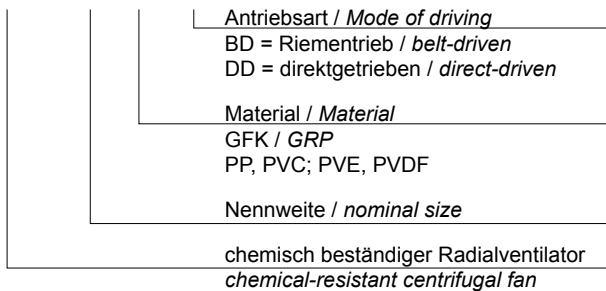 Antriebsart / Mode of driving
BD = Riementrieb / belt-driven
DD = direktgetrieben / direct-driven
Material / Material
GFK / GRP
PP, PVC; PVE, PVDF
Nennweite / nominal size
chemisch beständiger Radialventilator
chemical-resistant centrifugal fan